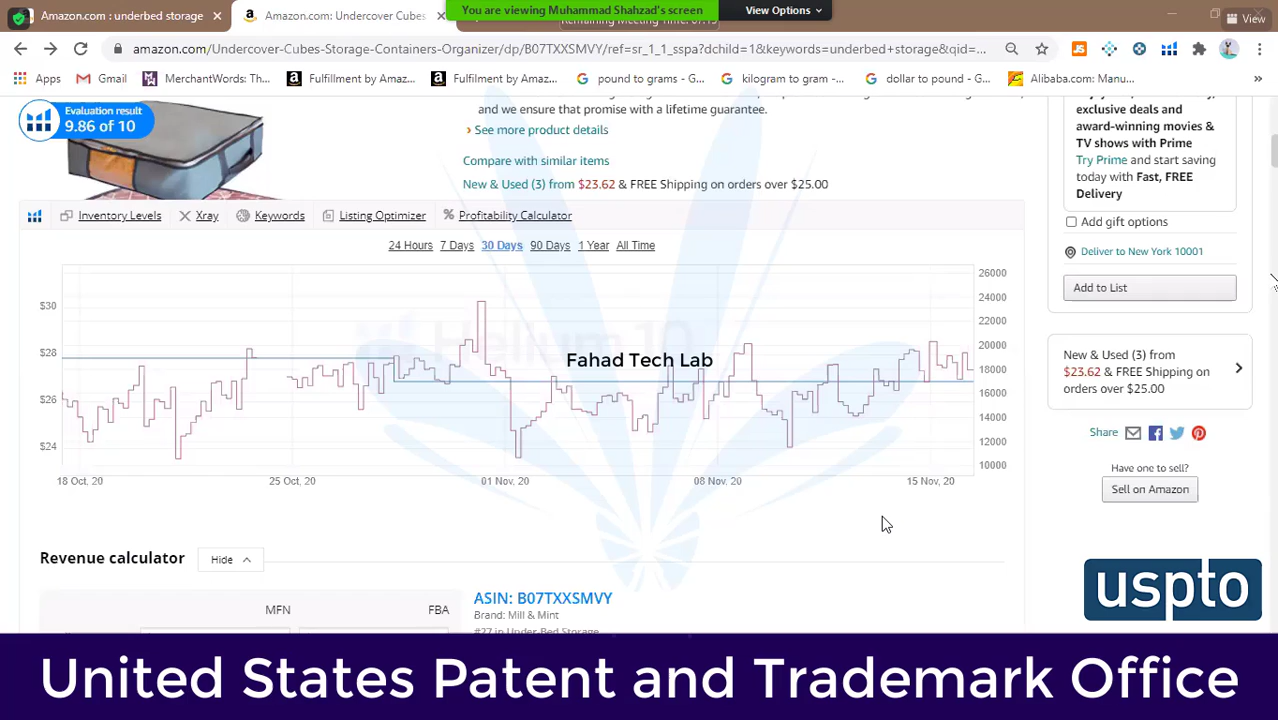 Amazon.com : underbed storage
Amazon.com: Undercover Cubes
You are viewing Muhammad Shahzad's screen
View Options
View
amazon.com/Undercover-Cubes-Storage-Containers-Organizer/dp/B07TXXSMVY/ref=sr_1_1_sspa?dchild=1&keywords=underbed+storage&qid=...
Apps
Gmail
MerchantWords: Th...
Fulfillment by Amaz...
Fulfilment by Amaz...
pound to grams - G...
kilogram to gram -...
dollar to pound - G...
Alibaba.com: Manu...
»
Evaluation result
9.86 of 10
and we ensure that promise with a lifetime guarantee.
› See more product details
Compare with similar items
New & Used (3) from $23.62 & FREE Shipping on orders over $25.00
exclusive deals and
award-winning movies &
TV shows with Prime
Try Prime and start saving
today with Fast, FREE
Delivery
Add gift options
Deliver to New York 10001
Add to List
Inventory Levels
Xray
Keywords
Listing Optimizer
% Profitability Calculator
24 Hours 7 Days 30 Days 90 Days 1 Year All Time
$30
$28
$26
$24
26000
24000
22000
20000
18000
16000
14000
12000
10000
Helium 10
Fahad Tech Lab
18 Oct, 20
25 Oct, 20
01 Nov, 20
08 Nov, 20
15 Nov, 20
New & Used (3) from
$23.62 & FREE Shipping on
orders over $25.00
Share
Have one to sell?
Sell on Amazon
Revenue calculator
Hide
MFN
FBA
ASIN: B07TXXSMVY
Brand: Mill & Mint
#27 in Under-Bed Storage
uspto
United States Patent and Trademark Office